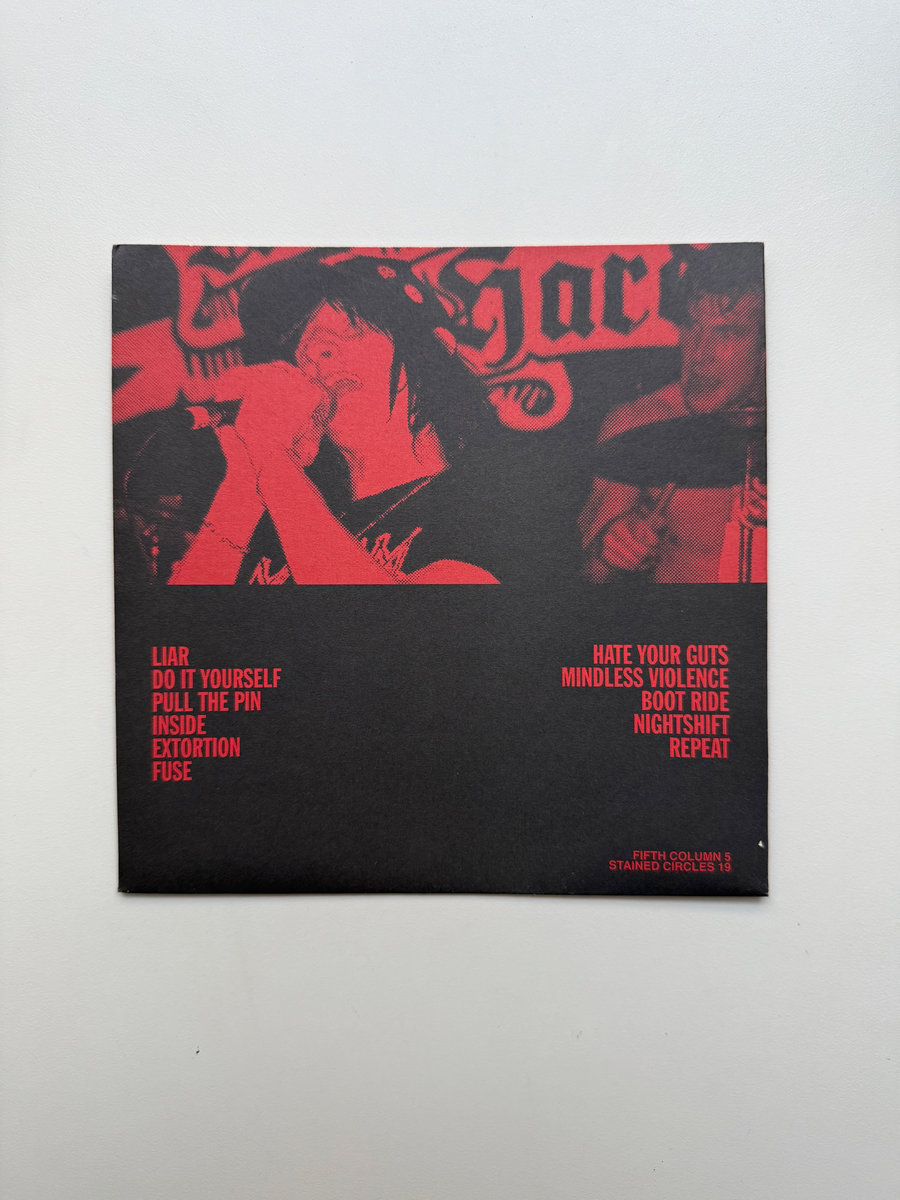 Hard
LIAR
DO IT YOURSELF
PULL THE PIN
INSIDE
EXTORTION
FUSE
HATE YOUR GUTS
MINDLESS VIOLENCE
BOOT RIDE
NIGHTSHIFT
REPEAT
FIFTH COLUMN 5
STAINED CIRCLES 19